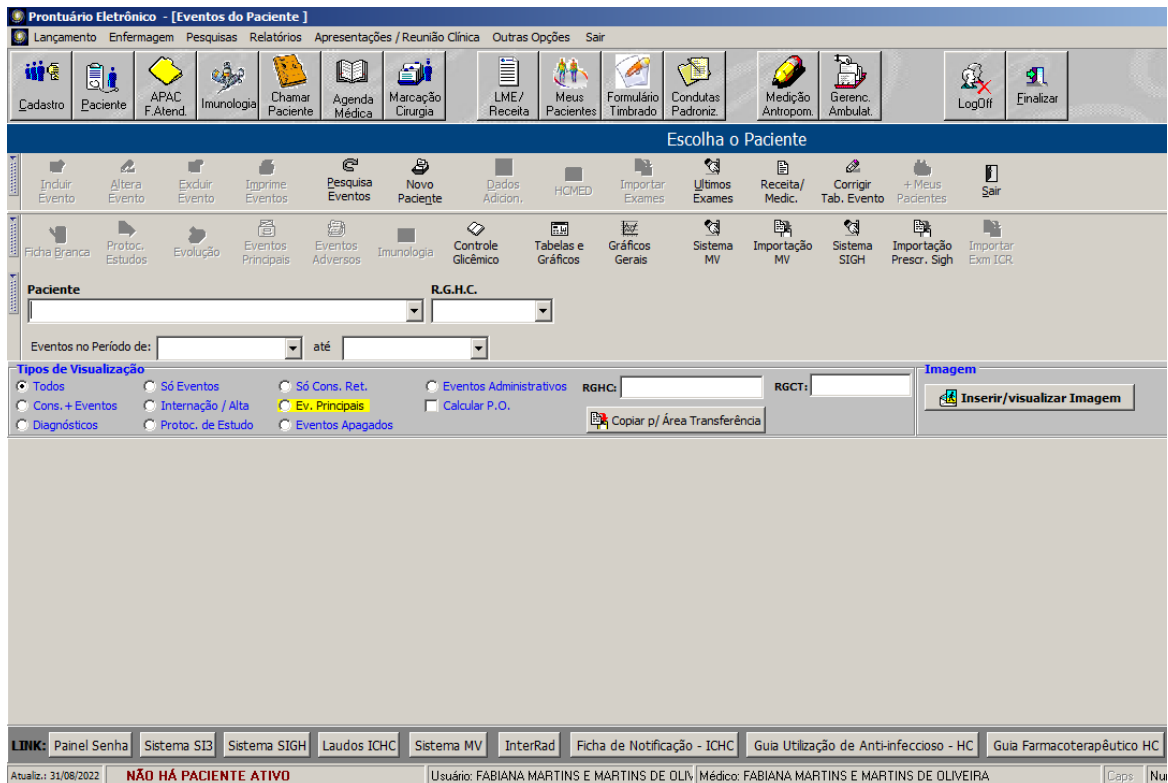 Prontuário Eletrônico - [Eventos do Paciente ]
Lançamento Enfermagem Pesquisas Relatórios Apresentações / Reunião Clínica Outras Opções Sair
Cadastro
Paciente
APAC
F.Atend.
Imunologia
Chamar
Paciente
Agenda
Médica
Marcação
Cirurgia
LME/
Receita
Meus
Pacientes
Formulário
Timbrado
Condutas
Padroniz.
Medição
Antropom.
Gerenc.
Ambulat.
LogOff
Finalizar
Escolha o Paciente
Incluir
Evento
Altera
Evento
Excluir
Evento
Imprime
Eventos
Pesquisa
Eventos
Novo
Paciente
Dados
Adicion.
HCMED
Importar
Exames
Ultimos
Exames
Receita/
Medic.
Corrigir
Tab. Evento
+ Meus
Pacientes
Sair
Ficha Branca
Protoc.
Estudos
Evolução
Eventos
Principais
Eventos
Adversos
Imunologia
Controle
Glicêmico
Tabelas e
Gráficos
Gráficos
Gerais
Sistema
MV
Importação
MV
Sistema
SIGH
Importação
Prescr. Sigh
Importar
Exm ICR
Paciente R.G.H.C.
Eventos no Período de: até
Tipos de Visualização Imagem
Todos Só Eventos Só Cons. Ret. Eventos Administrativos RGHC: RGCT:
Inserir/visualizar Imagem
Cons. + Eventos Internação / Alta Ev. Principais Calcular P.O.
Copiar p/ Área Transferência
Diagnósticos Protoc. de Estudo Eventos Apagados
LINK: Painel Senha Sistema SI3 Sistema SIGH Laudos ICHC Sistema MV InterRad Ficha de Notificação - ICHC Guia Utilização de Anti-infeccioso - HC Guia Farmacoterapêutico HC
Atualiz.: 31/08/2022 NÃO HÁ PACIENTE ATIVO Usuário: FABIANA MARTINS E MARTINS DE OLIV Médico: FABIANA MARTINS E MARTINS DE OLIVEIRA Caps Num